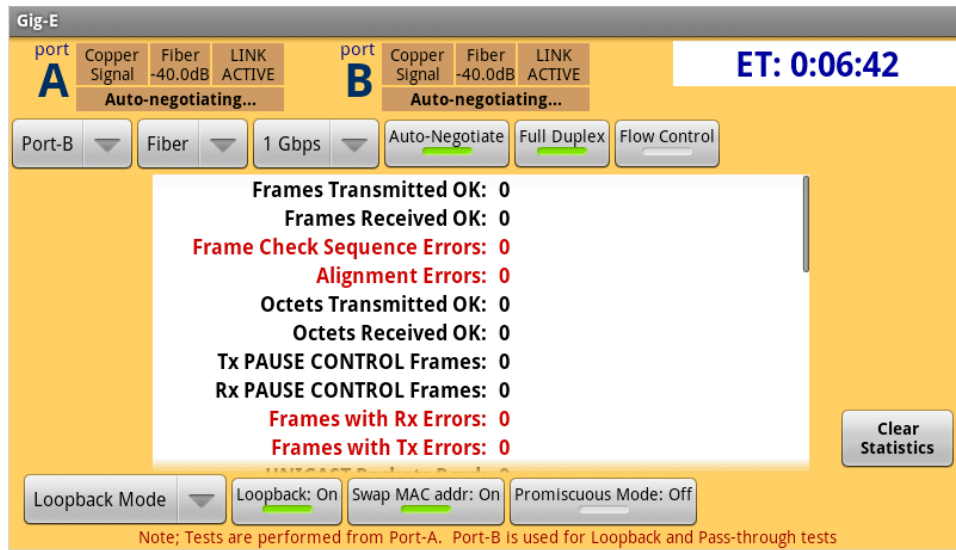 Gig-E
port A Copper Signal Fiber -40.0dB LINK ACTIVE Auto-negotiating...
port B Copper Signal Fiber -40.0dB LINK ACTIVE Auto-negotiating...
ET: 0:06:42
Port-B Fiber 1 Gbps Auto-Negotiate Full Duplex Flow Control
Frames Transmitted OK: 0
Frames Received OK: 0
Frame Check Sequence Errors: 0
Alignment Errors: 0
Octets Transmitted OK: 0
Octets Received OK: 0
Tx PAUSE CONTROL Frames: 0
Rx PAUSE CONTROL Frames: 0
Frames with Rx Errors: 0
Frames with Tx Errors: 0
Clear
Statistics
Loopback Mode Loopback: On Swap MAC addr: On Promiscuous Mode: Off
Note; Tests are performed from Port-A. Port-B is used for Loopback and Pass-through tests